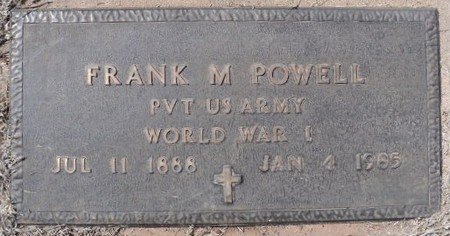 FRANK M POWELL
PVT US ARMY
WORLD WAR I
JUL 11 1888 JAN 4 1985